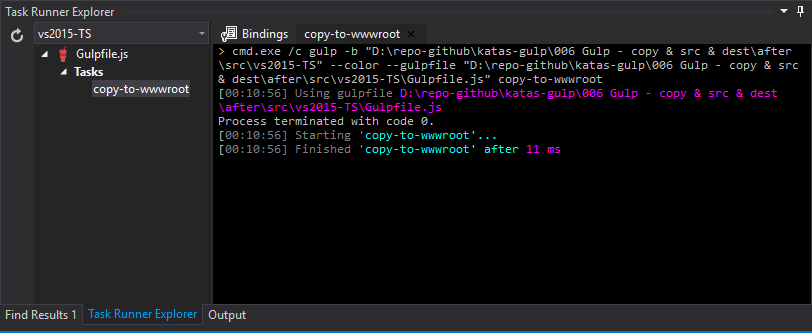 Task Runner Explorer
vs2015-TS
Bindings
copy-to-wwwroot
Gulpfile.js
Tasks
copy-to-wwwroot
> cmd.exe /c gulp -b "D:\repo-github\katas-gulp\006 Gulp - copy & src & dest\after
\src\vs2015-TS" --color --gulpfile "D:\repo-github\katas-gulp\006 Gulp - copy & src
& dest\after\src\vs2015-TS\Gulpfile.js" copy-to-wwwroot
[00:10:56] Using gulpfile D:\repo-github\katas-gulp\006 Gulp - copy & src & dest
\after\src\vs2015-TS\Gulpfile.js
Process terminated with code 0.
[00:10:56] Starting 'copy-to-wwwroot'...
[00:10:56] Finished 'copy-to-wwwroot' after 11 ms
Find Results 1
Task Runner Explorer
Output